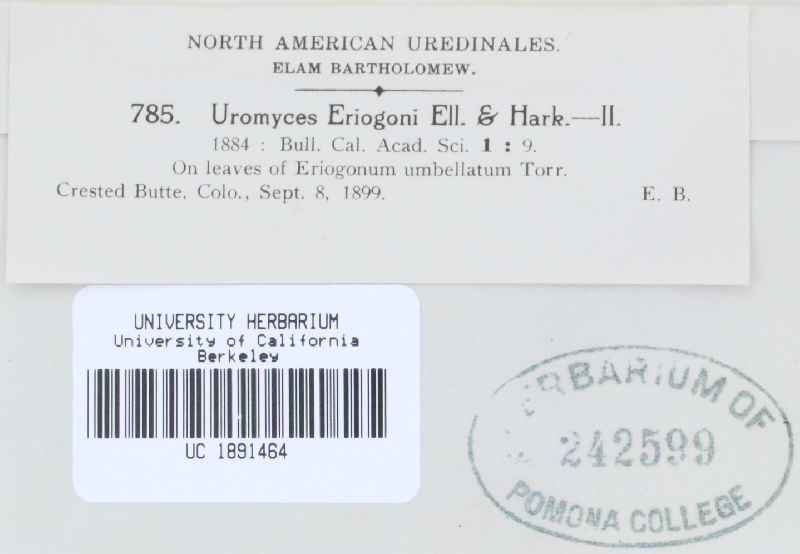 NORTH AMERICAN UREDINALES.
ELAM BARTHOLOMEW.
785. Uromyces Eriogoni Ell. & Hark.—II.
1884 : Bull. Cal. Acad. Sci. 1 : 9.
On leaves of Eriogonum umbellatum Torr.
Crested Butte, Colo., Sept. 8, 1899. E. B.
UNIVERSITY HERBARIUM
University of California
Berkeley
UC 1891464
HERBARIUM OF
242599
POMONA COLLEGE